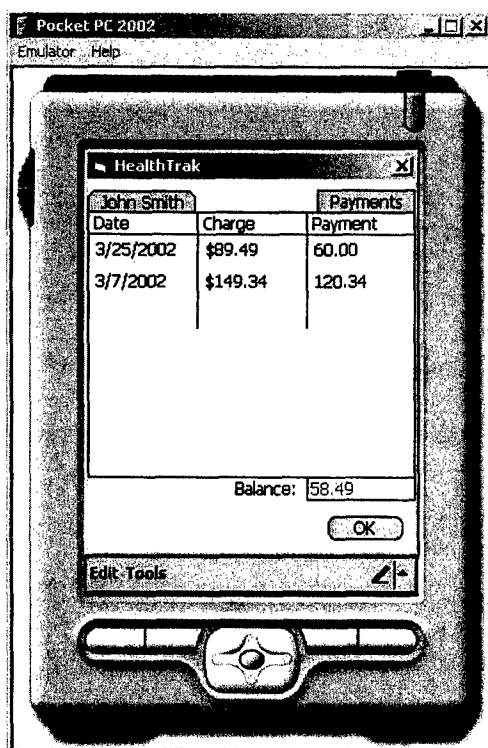 Pocket PC 2002
Emulator Help
HealthTrak
John Smith Payments
Date Charge Payment
3/25/2002 $89.49 60.00
3/7/2002 $149.34 120.34
Balance: 58.49
OK
Edit Tools